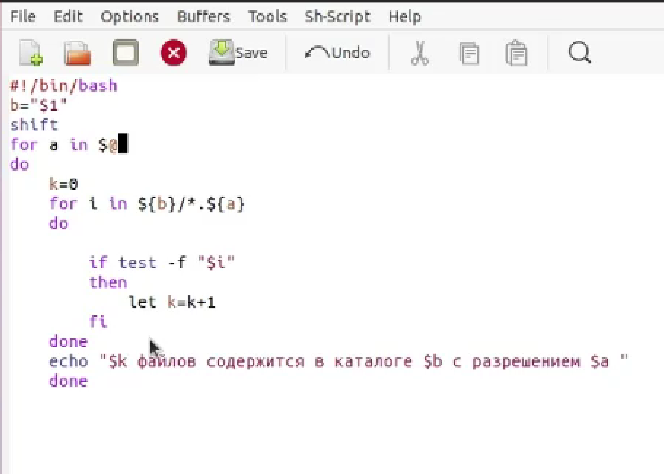 File Edit Options Buffers Tools Sh-Script Help
Save Undo
#!/bin/bash
b="$1"
shift
for a in $@
do
    k=0
    for i in ${b}/*.${a}
    do
        if test -f "$i"
        then
            let k=k+1
        fi
    done
    echo "$k файлов содержится в каталоге $b с разрешением $a "
    done